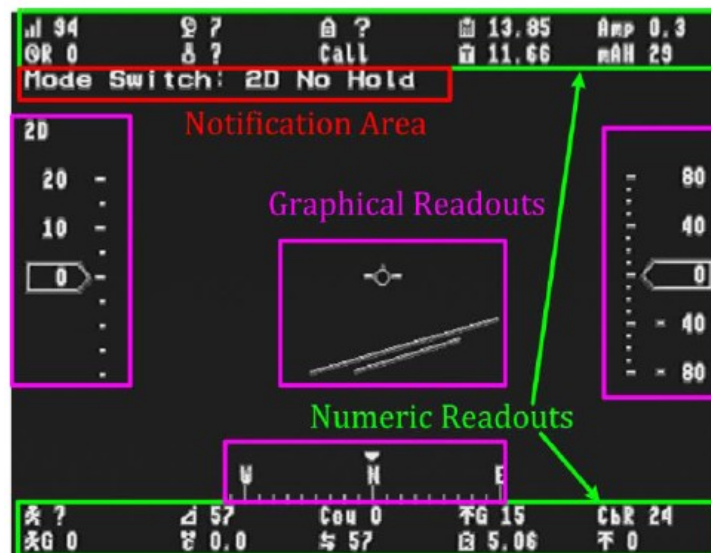 94 7 ? 13.85 Amp 0.3
R 0 ? Call 11.66 mAH 29
Mode Switch: 2D No Hold
Notification Area
2D
20 80
10 Graphical Readouts 40
0 0
40
80
Numeric Readouts
W N E
? 57 Cou 0 G 15 CbR 24
G 0 0.0 57 5.06 0